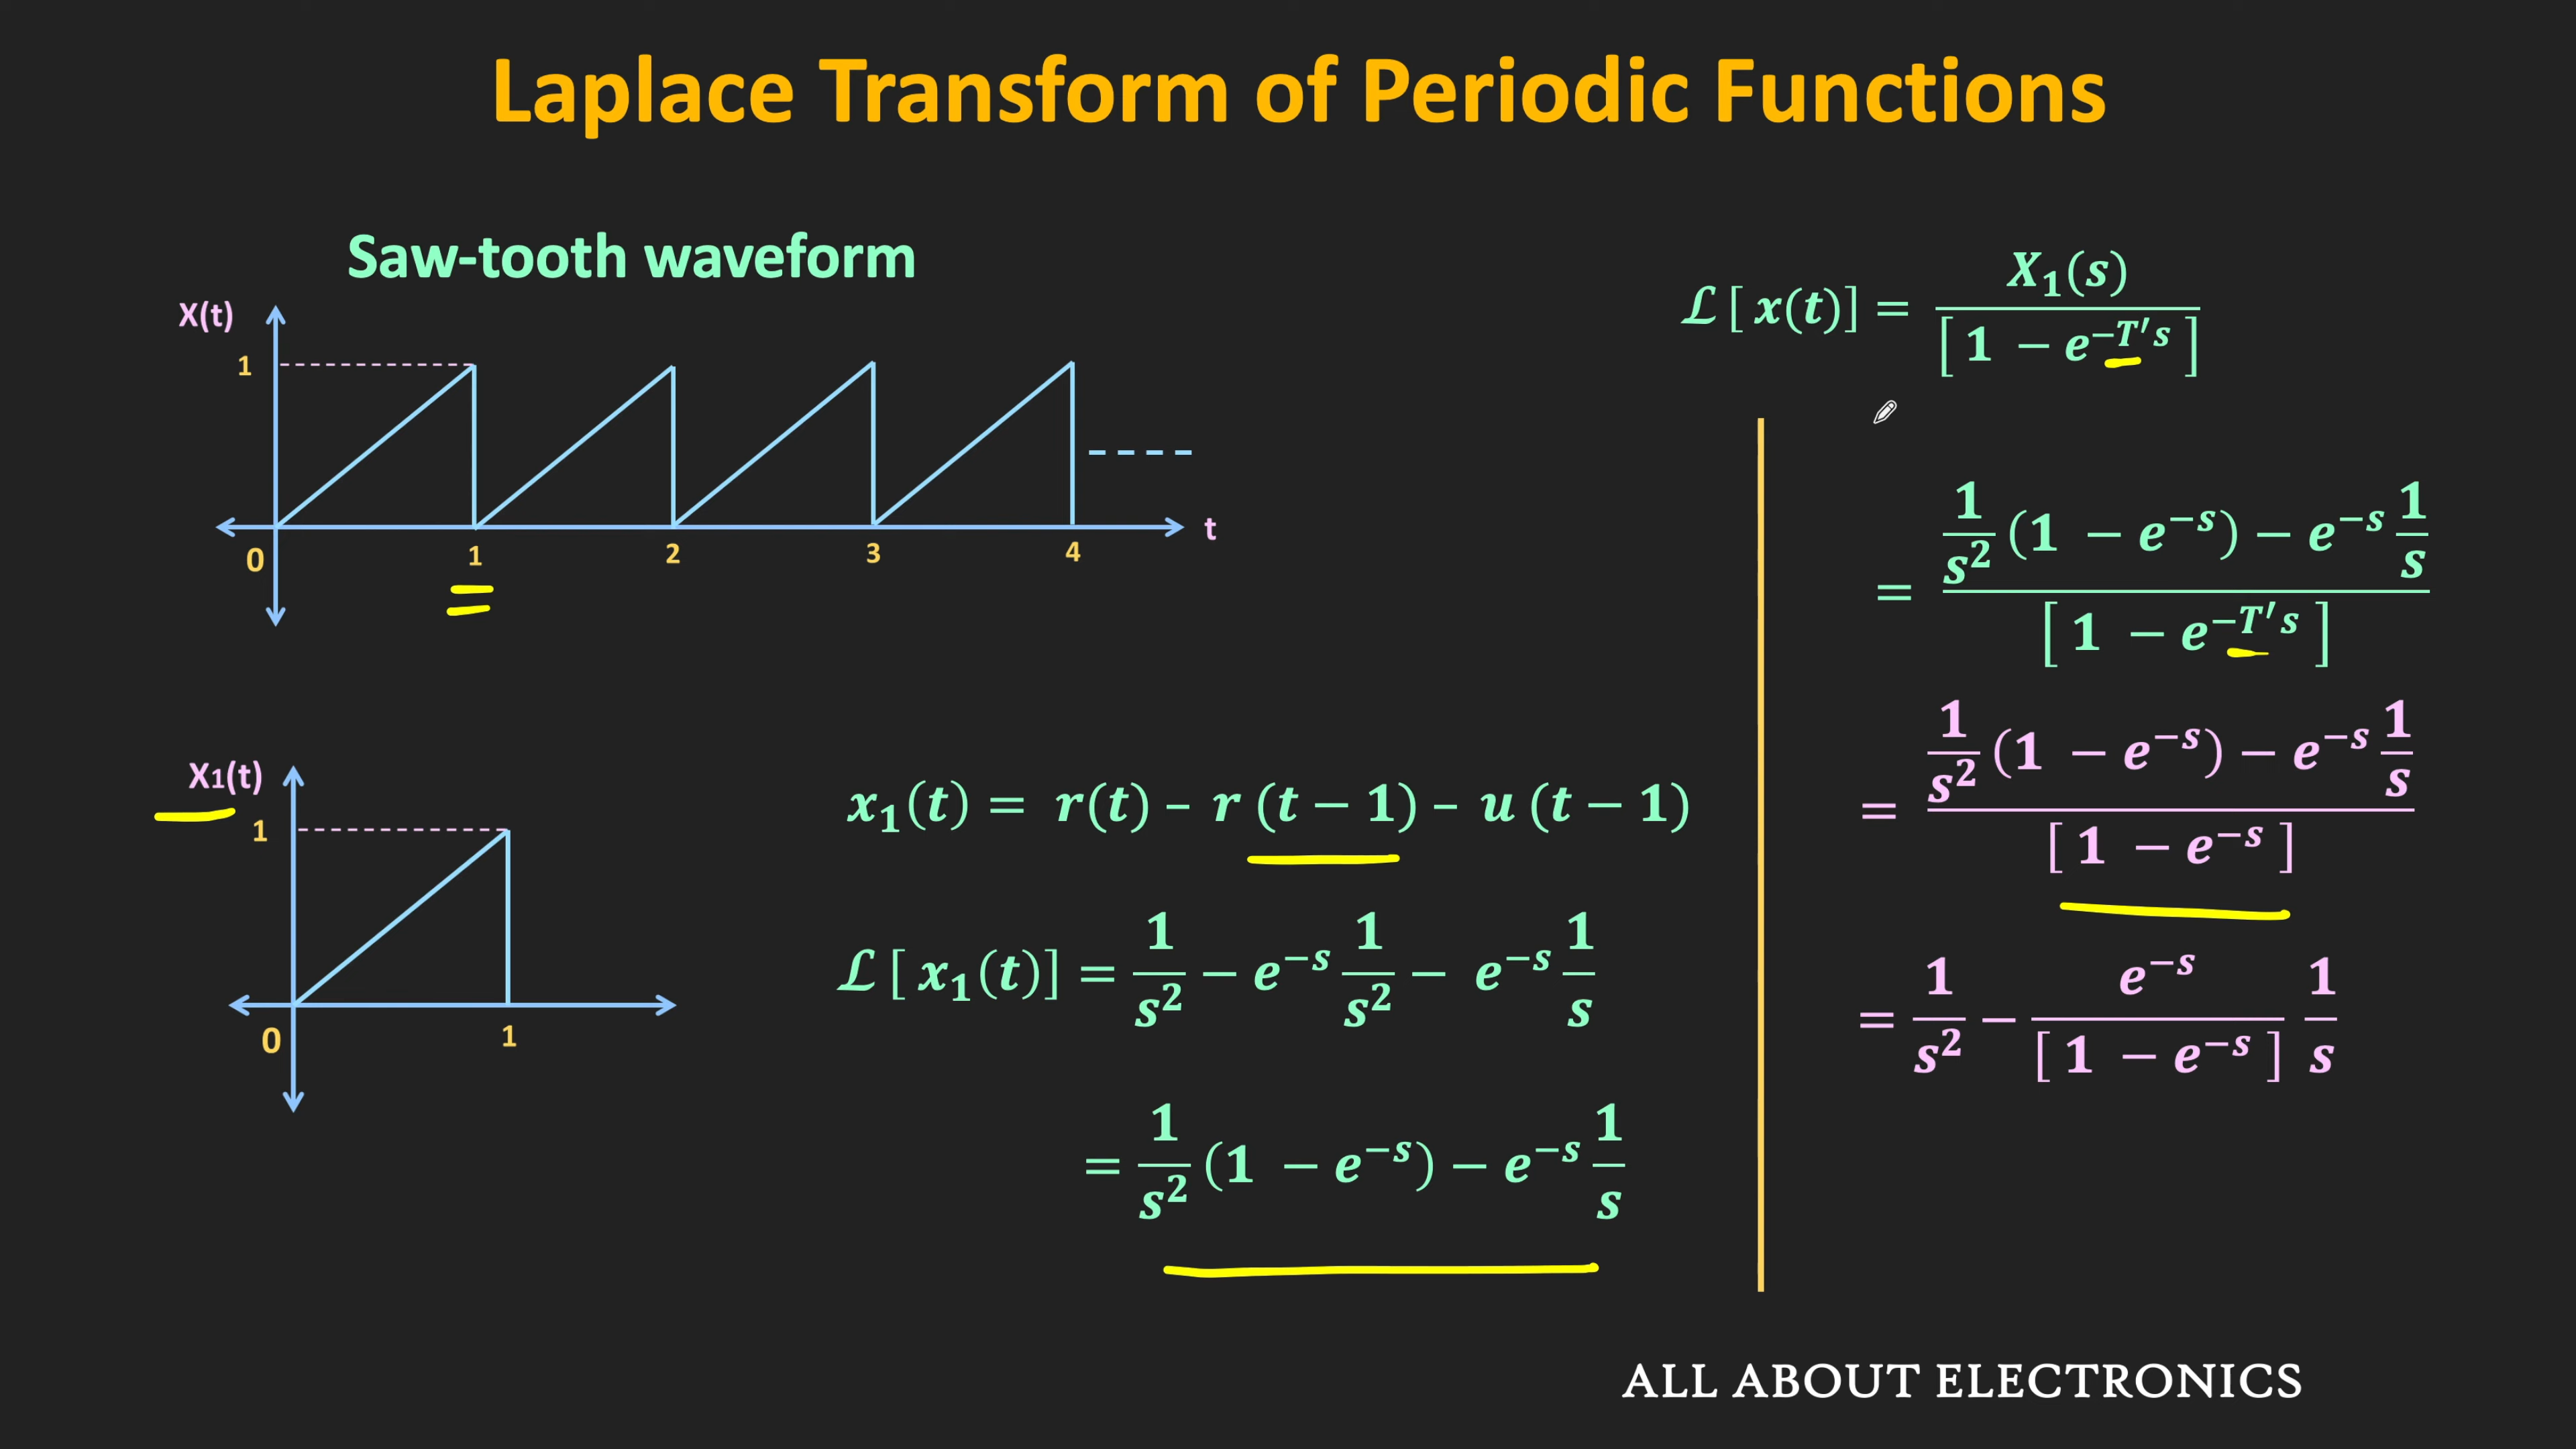 Laplace Transform of Periodic Functions
Saw-tooth waveform
X(t)
1
0 1 2 3 4 t
X₁(t)
1
0 1
x₁(t) = r(t) – r (t − 1) – u (t − 1)
ℒ[ x₁(t)] = 1/s² − e⁻ˢ 1/s² − e⁻ˢ 1/s
= 1/s² (1 − e⁻ˢ) − e⁻ˢ 1/s
ℒ[ x(t)] = X₁(s) / [ 1 − e^(−T′s) ]
= (1/s² (1 − e⁻ˢ) − e⁻ˢ 1/s) / [ 1 − e^(−T′s) ]
= (1/s² (1 − e⁻ˢ) − e⁻ˢ 1/s) / [ 1 − e⁻ˢ ]
= 1/s² − e⁻ˢ / [ 1 − e⁻ˢ ] 1/s
ALL ABOUT ELECTRONICS